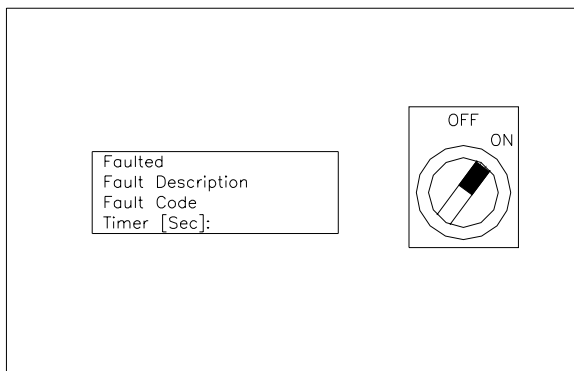 Faulted
Fault Description
Fault Code
Timer [Sec]:
OFF
ON